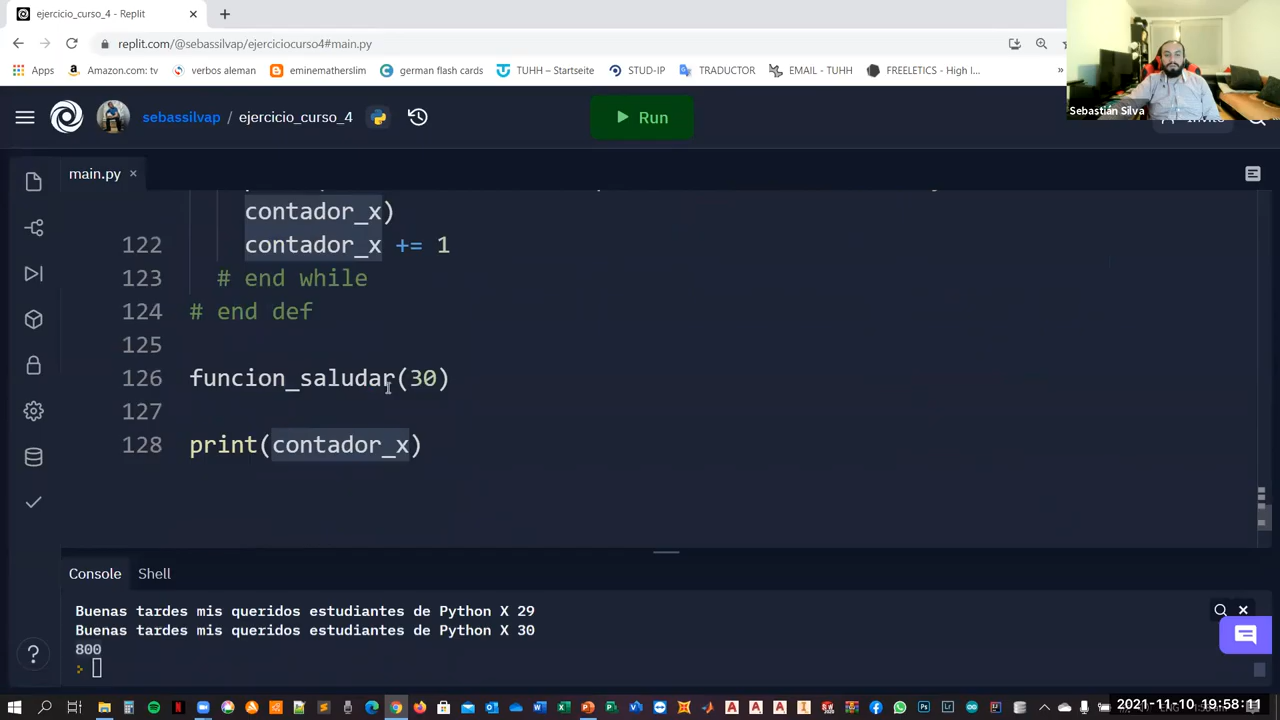 ejercicio_curso_4 - Replit
replit.com/@sebassilvap/ejerciciocurso4#main.py
Apps
Amazon.com: tv
verbos aleman
eminematherslim
german flash cards
TUHH – Startseite
STUD-IP
TRADUCTOR
EMAIL - TUHH
FREELETICS - High I...
»
Sebastián Silva
sebassilvap / ejercicio_curso_4
Run
Invite
main.py
contador_x)
122 contador_x += 1
123 # end while
124 # end def
125
126 funcion_saludar(30)
127
128 print(contador_x)
Console Shell
Buenas tardes mis queridos estudiantes de Python X 29
Buenas tardes mis queridos estudiantes de Python X 30
800
2021-11-10 19:58:11